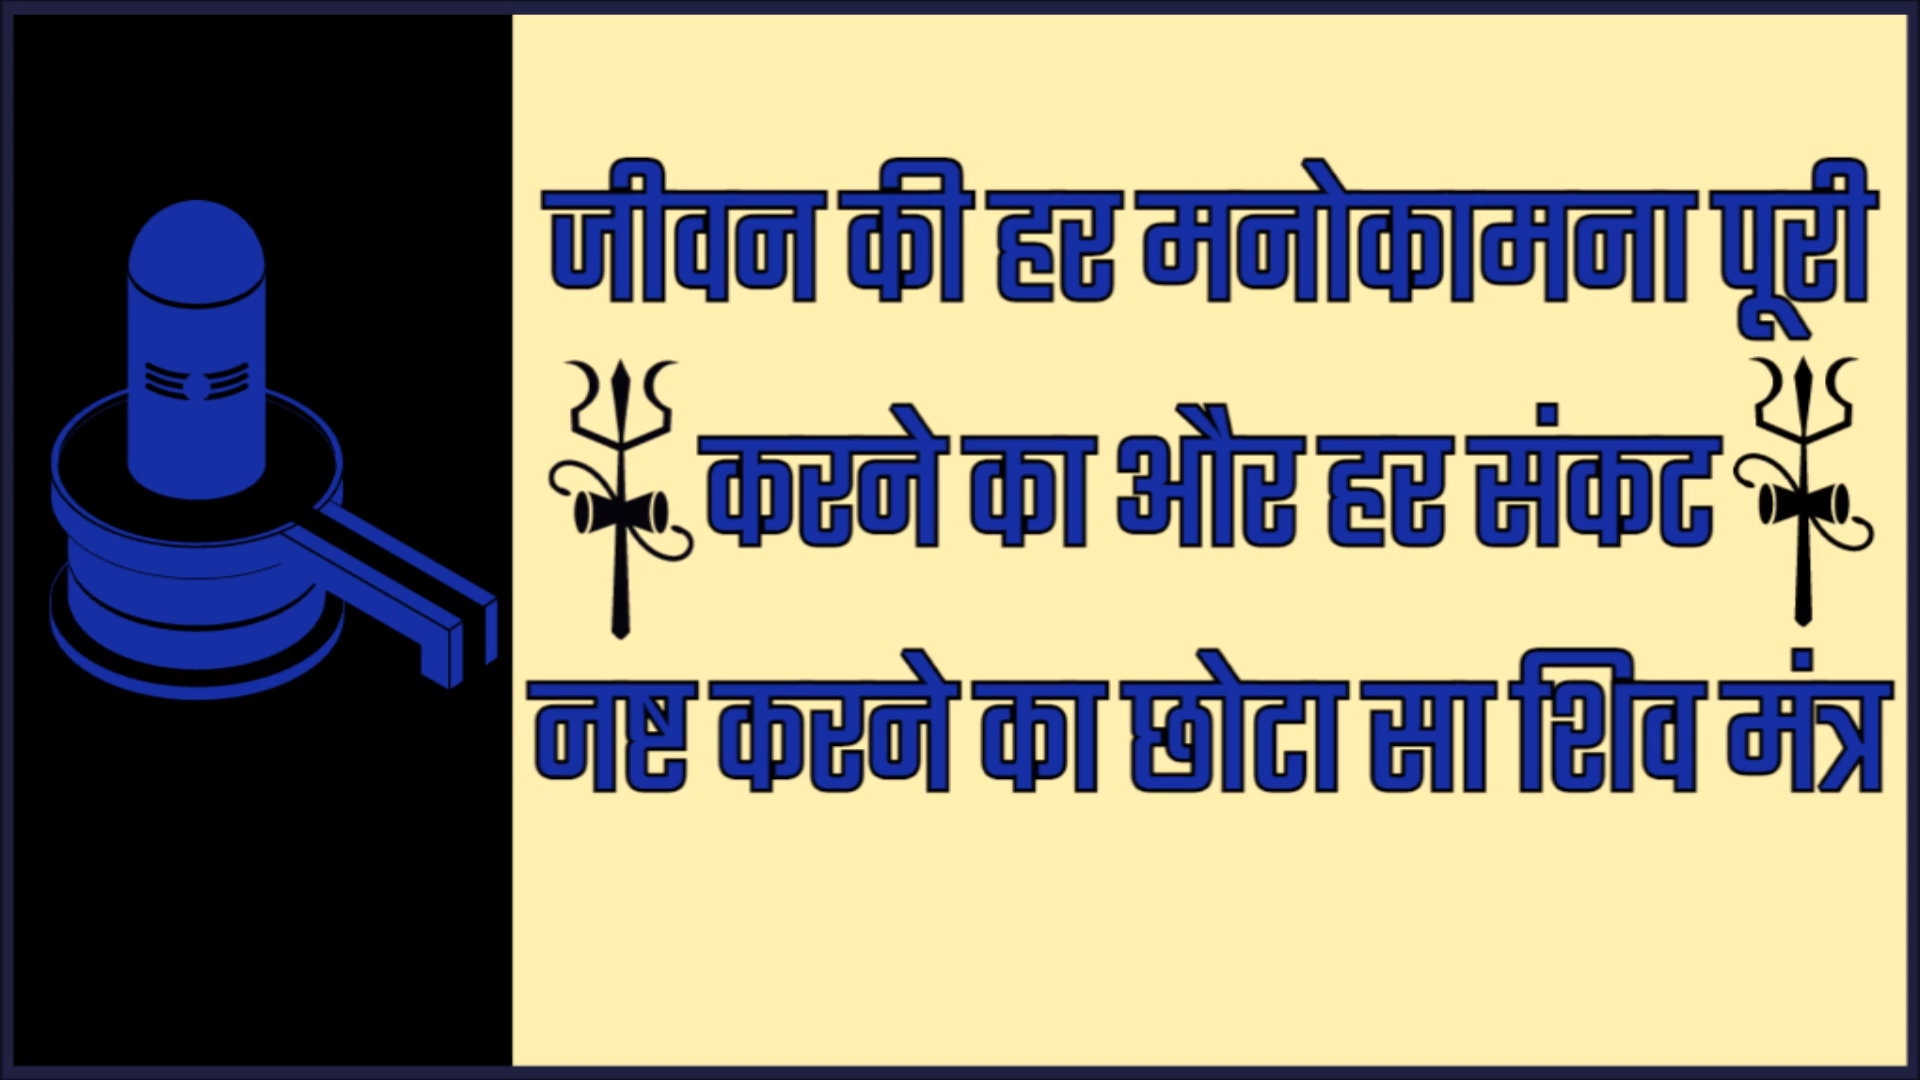 जीवन की हर मनोकामना पूरी
करने का और हर संकट
नष्ट करने का छोटा सा शिव मंत्र